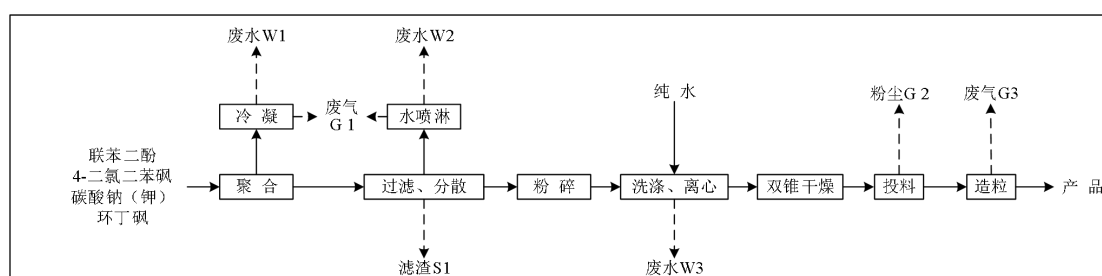 废水W1
废水W2
冷 凝
废气
G 1
水喷淋
纯 水
粉尘G 2
废气G3
联苯二酚
4-二氯二苯砜
碳酸钠（钾）
环丁砜
聚 合
过滤、分散
粉 碎
洗涤、离心
双锥干燥
投料
造粒
产 品
滤渣S1
废水W3